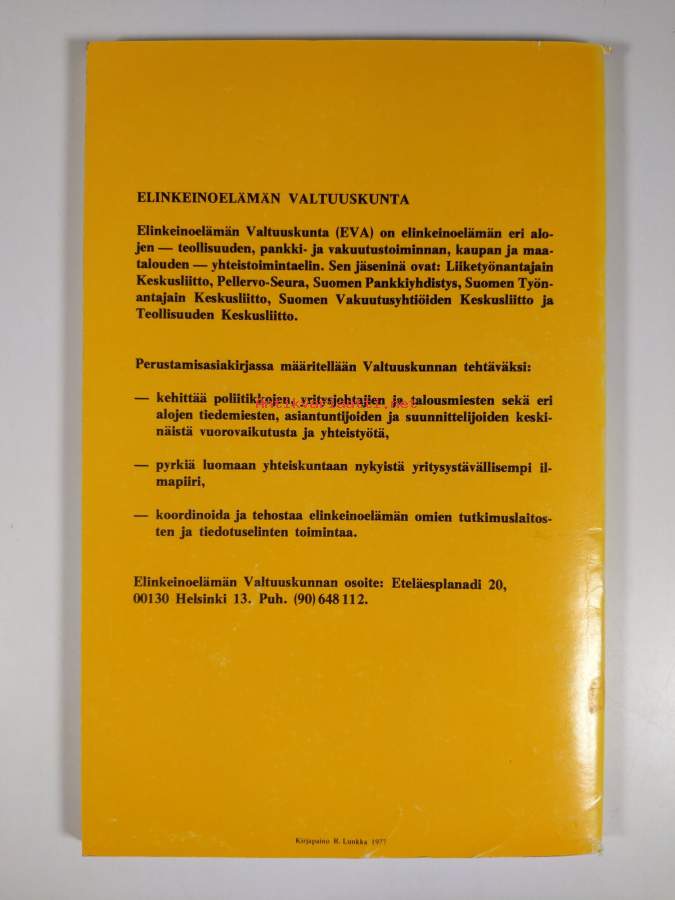 ELINKEINOELÄMÄN VALTUUSKUNTA
Elinkeinoelämän Valtuuskunta (EVA) on elinkeinoelämän eri alo-
jen — teollisuuden, pankki- ja vakuutustoiminnan, kaupan ja maa-
talouden — yhteistoimintaelin. Sen jäseninä ovat: Liiketyönantajain
Keskusliitto, Pellervo-Seura, Suomen Pankkiyhdistys, Suomen Työn-
antajain Keskusliitto, Suomen Vakuutusyhtiöiden Keskusliitto ja
Teollisuuden Keskusliitto.
Perustamisasiakirjassa määritellään Valtuuskunnan tehtäväksi:
— kehittää poliitikkojen, yritysjohtajien ja talousmiesten sekä eri
Antikvariaatti.net
alojen tiedemiesten, asiantuntijoiden ja suunnittelijoiden keski-
näistä vuorovaikutusta ja yhteistyötä,
— pyrkiä luomaan yhteiskuntaan nykyistä yritysystävällisempi il-
mapiiri,
— koordinoida ja tehostaa elinkeinoelämän omien tutkimuslaitos-
ten ja tiedotuselinten toimintaa.
Elinkeinoelämän Valtuuskunnan osoite: Eteläesplanadi 20,
00130 Helsinki 13. Puh. (90) 648 112.
Kirjapaino R. Lunkka 1977